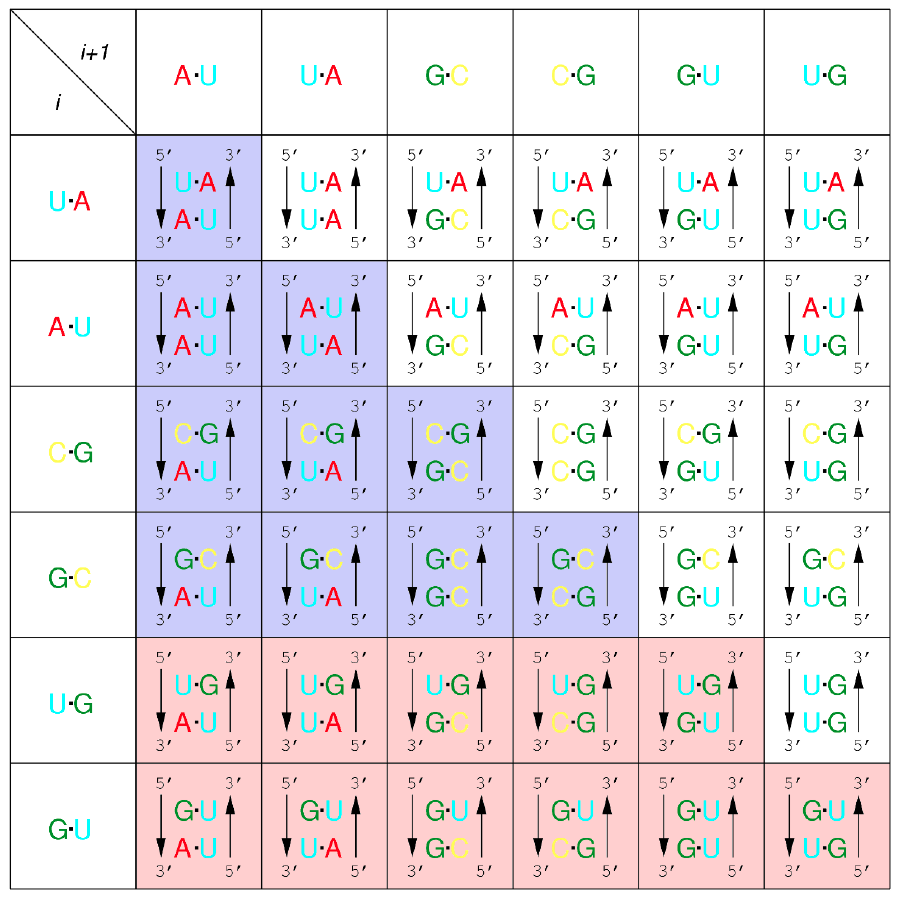 i+1
i
A·U U·A G·C C·G G·U U·G
5′ 3′ 5′ 3′ 5′ 3′ 5′ 3′ 5′ 3′ 5′ 3′
U·A U·A U·A U·A U·A U·A
U·A
A·U U·A G·C C·G G·U U·G
3′ 5′ 3′ 5′ 3′ 5′ 3′ 5′ 3′ 5′ 3′ 5′
5′ 3′ 5′ 3′ 5′ 3′ 5′ 3′ 5′ 3′ 5′ 3′
A·U A·U A·U A·U A·U A·U
A·U
A·U U·A G·C C·G G·U U·G
3′ 5′ 3′ 5′ 3′ 5′ 3′ 5′ 3′ 5′ 3′ 5′
5′ 3′ 5′ 3′ 5′ 3′ 5′ 3′ 5′ 3′ 5′ 3′
C·G C·G C·G C·G C·G C·G
C·G
A·U U·A G·C C·G G·U U·G
3′ 5′ 3′ 5′ 3′ 5′ 3′ 5′ 3′ 5′ 3′ 5′
5′ 3′ 5′ 3′ 5′ 3′ 5′ 3′ 5′ 3′ 5′ 3′
G·C G·C G·C G·C G·C G·C
G·C
A·U U·A G·C C·G G·U U·G
3′ 5′ 3′ 5′ 3′ 5′ 3′ 5′ 3′ 5′ 3′ 5′
5′ 3′ 5′ 3′ 5′ 3′ 5′ 3′ 5′ 3′ 5′ 3′
U·G U·G U·G U·G U·G U·G
U·G
A·U U·A G·C C·G G·U U·G
3′ 5′ 3′ 5′ 3′ 5′ 3′ 5′ 3′ 5′ 3′ 5′
5′ 3′ 5′ 3′ 5′ 3′ 5′ 3′ 5′ 3′ 5′ 3′
G·U G·U G·U G·U G·U G·U
G·U
A·U U·A G·C C·G G·U U·G
3′ 5′ 3′ 5′ 3′ 5′ 3′ 5′ 3′ 5′ 3′ 5′